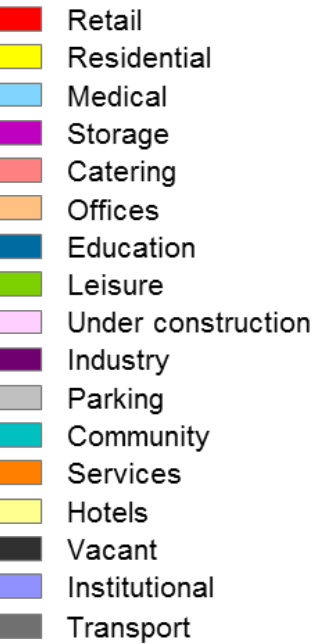 Retail
Residential
Medical
Storage
Catering
Offices
Education
Leisure
Under construction
Industry
Parking
Community
Services
Hotels
Vacant
Institutional
Transport